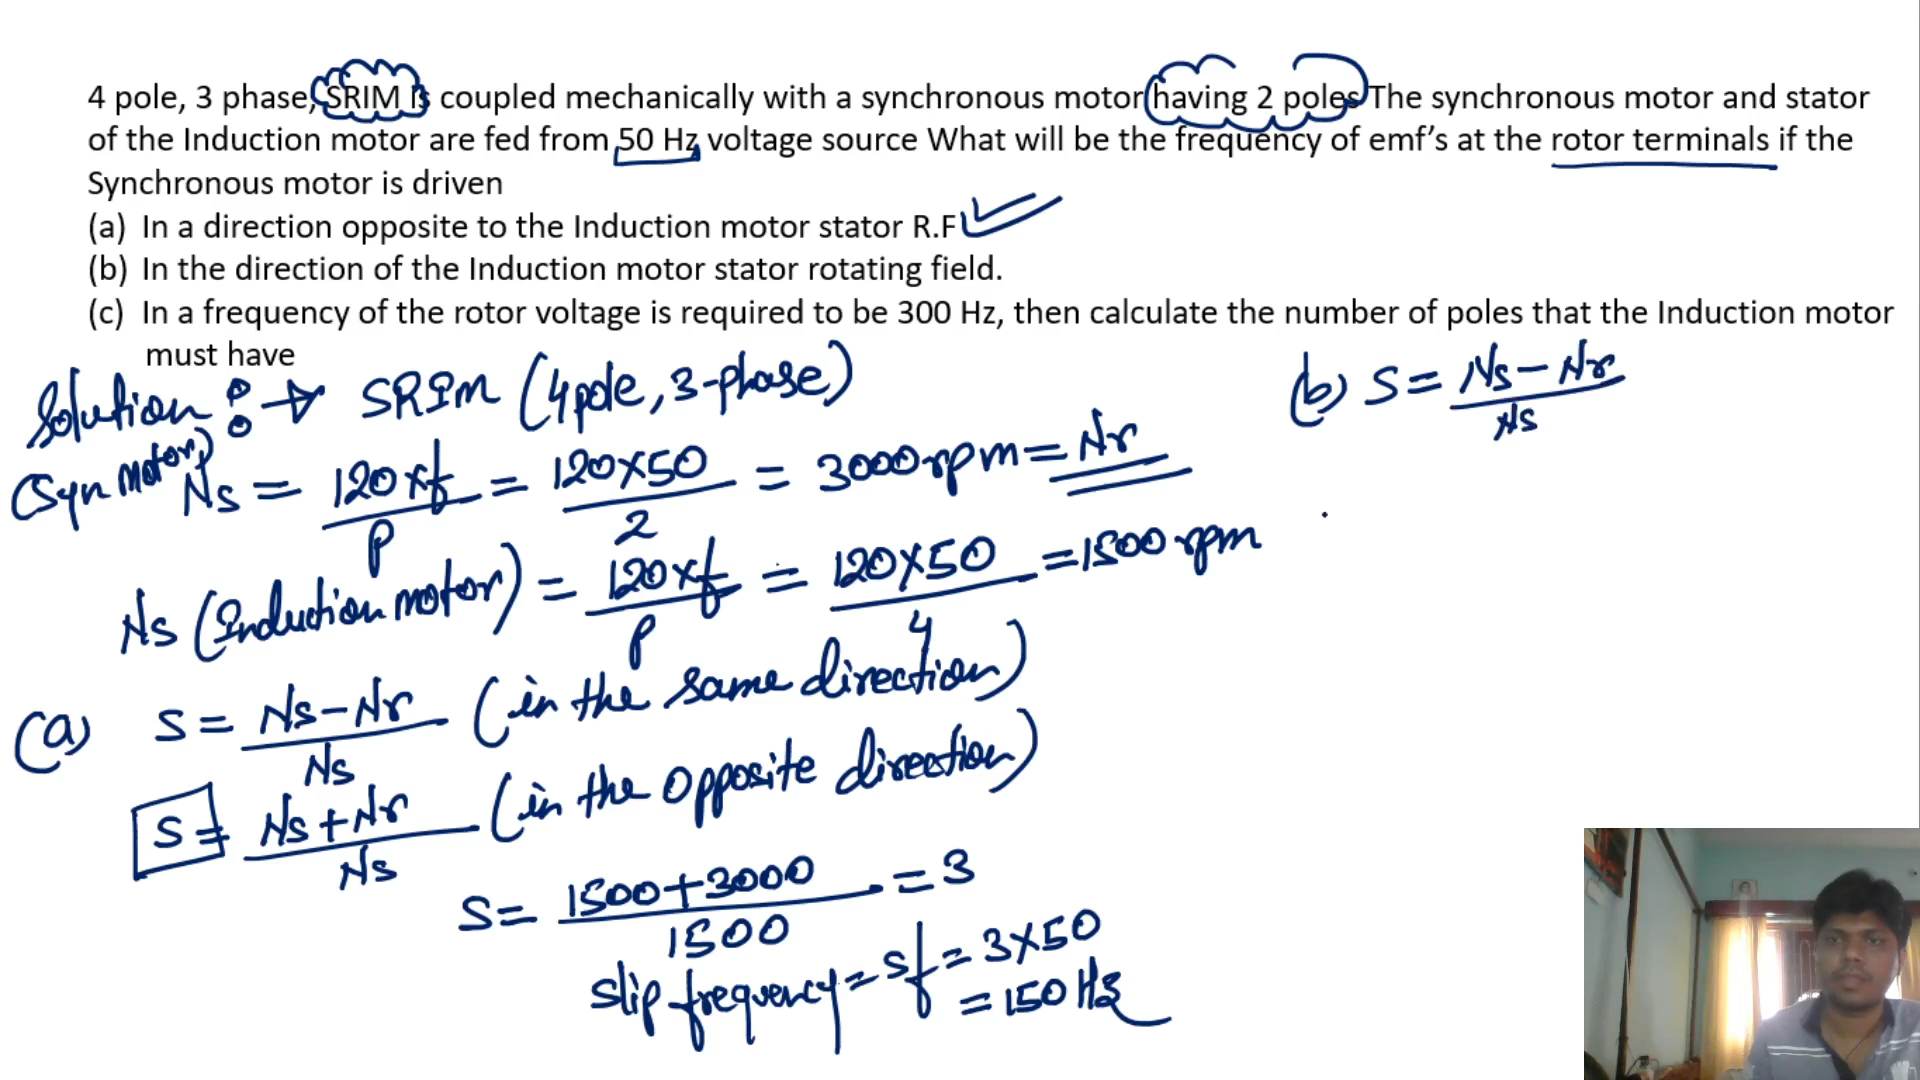 4 pole, 3 phase, SRIM is coupled mechanically with a synchronous motor having 2 poles The synchronous motor and stator
of the Induction motor are fed from 50 Hz voltage source What will be the frequency of emf's at the rotor terminals if the
Synchronous motor is driven
(a) In a direction opposite to the Induction motor stator R.F
(b) In the direction of the Induction motor stator rotating field.
(c) In a frequency of the rotor voltage is required to be 300 Hz, then calculate the number of poles that the Induction motor
must have
Solution : → SRIM (4 pole, 3-phase)
(Syn motor) Ns = 120×f/P = 120×50/2 = 3000 rpm = Nr
Ns (Induction motor) = 120×f/P = 120×50/4 = 1500 rpm
(a) S = Ns-Nr/Ns (in the same direction)
S = Ns+Nr/Ns (in the opposite direction)
S = 1500+3000/1500 = 3
slip frequency = sf = 3×50
= 150 Hz
(b) S = Ns-Nr/Ns